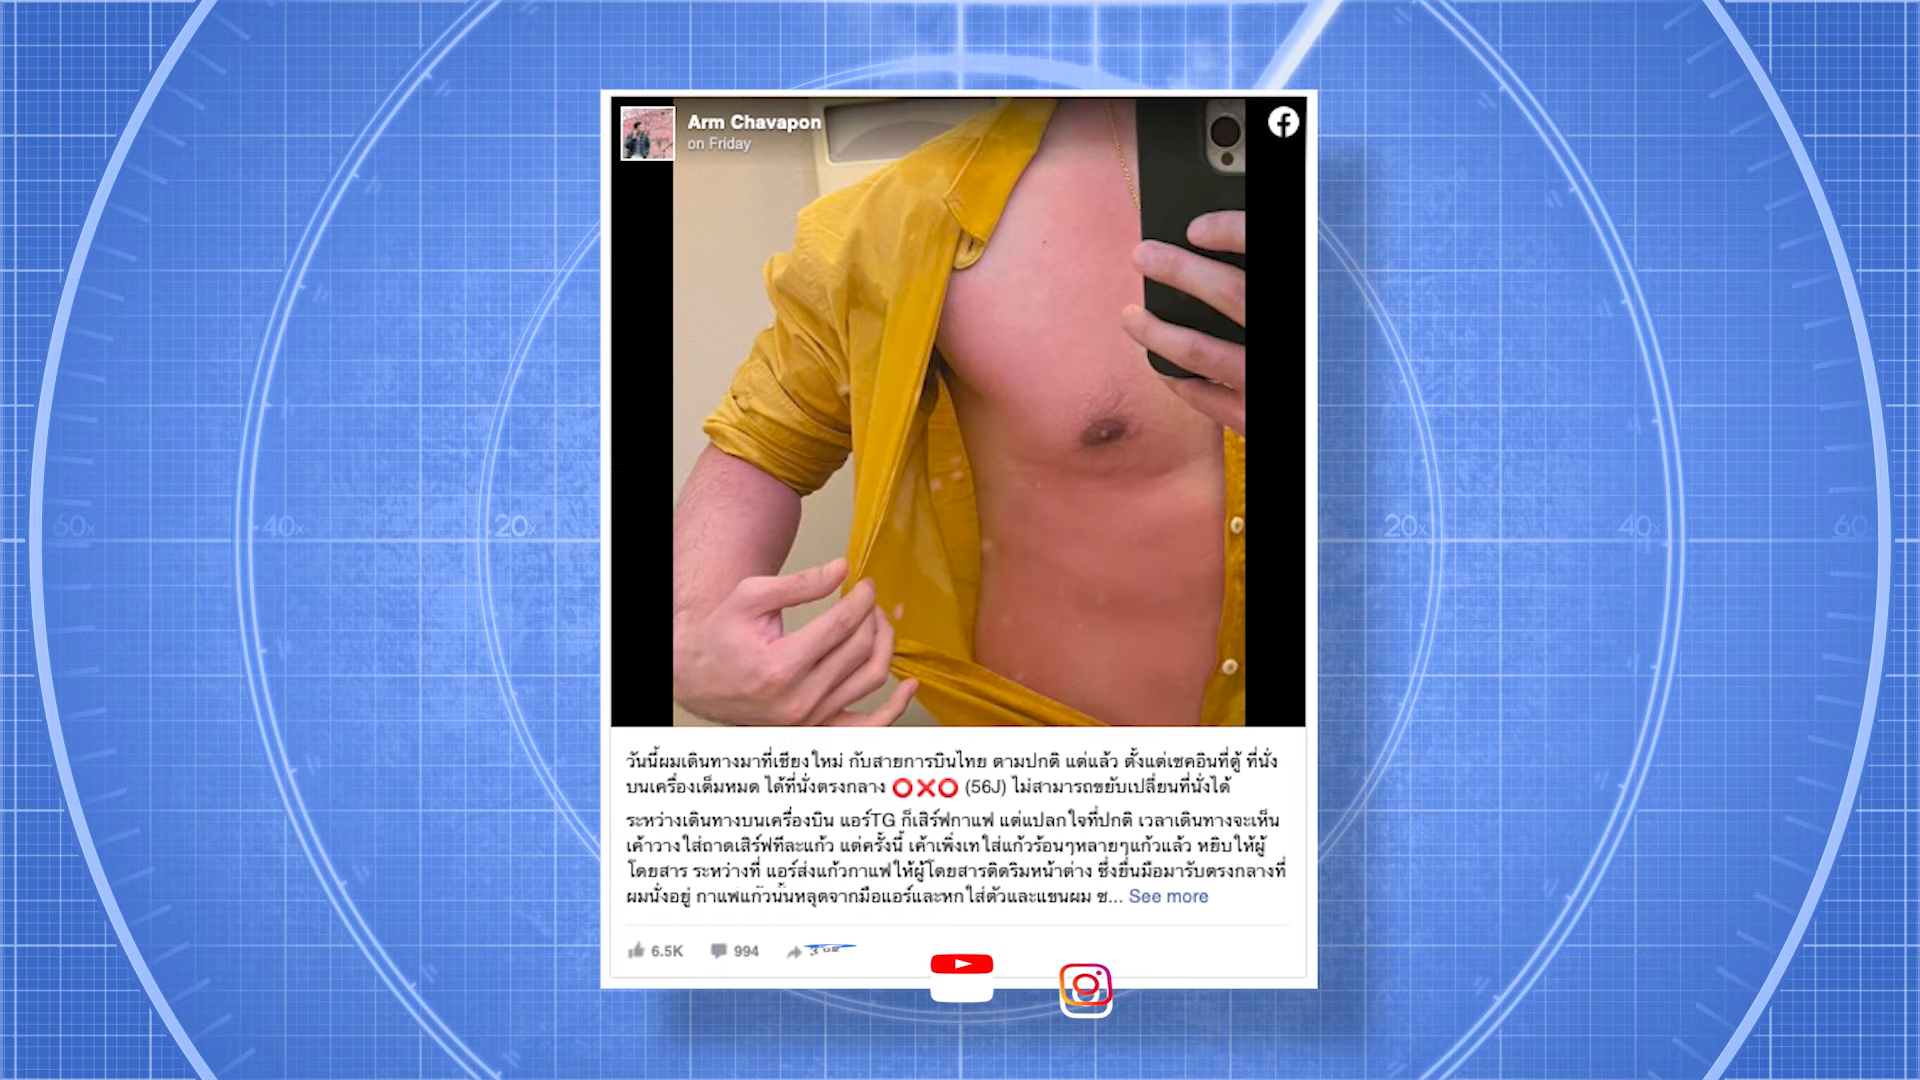 Arm Chavapon
on Friday
60x
40x
20x
20x
40x
60
วันนี้ผมเดินทางมาที่เชียงใหม่ กับสายการบินไทย ตามปกติ แต่แล้ว ตั้งแต่เชคอินที่ตู้ ที่นั่ง
บนเครื่องเต็มหมด ได้ที่นั่งตรงกลาง ⭕❌⭕ (56J) ไม่สามารถขยับเปลี่ยนที่นั่งได้
ระหว่างเดินทางบนเครื่องบิน แอร์TG ก็เสิร์ฟกาแฟ แต่แปลกใจที่ปกติ เวลาเดินทางจะเห็น
เค้าวางใส่ถาดเสิร์ฟทีละแก้ว แต่ครั้งนี้ เค้าเพิ่งเทใส่แก้วร้อนๆหลายๆแก้วแล้ว หยิบให้ผู้
โดยสาร ระหว่างที่ แอร์ส่งแก้วกาแฟให้ผู้โดยสารติดริมหน้าต่าง ซึ่งยื่นมือมารับตรงกลางที่
ผมนั่งอยู่ กาแฟแก้วนั้นหลุดจากมือแอร์และหกใส่ตัวและแขนผม ซ... See more
6.5K 994